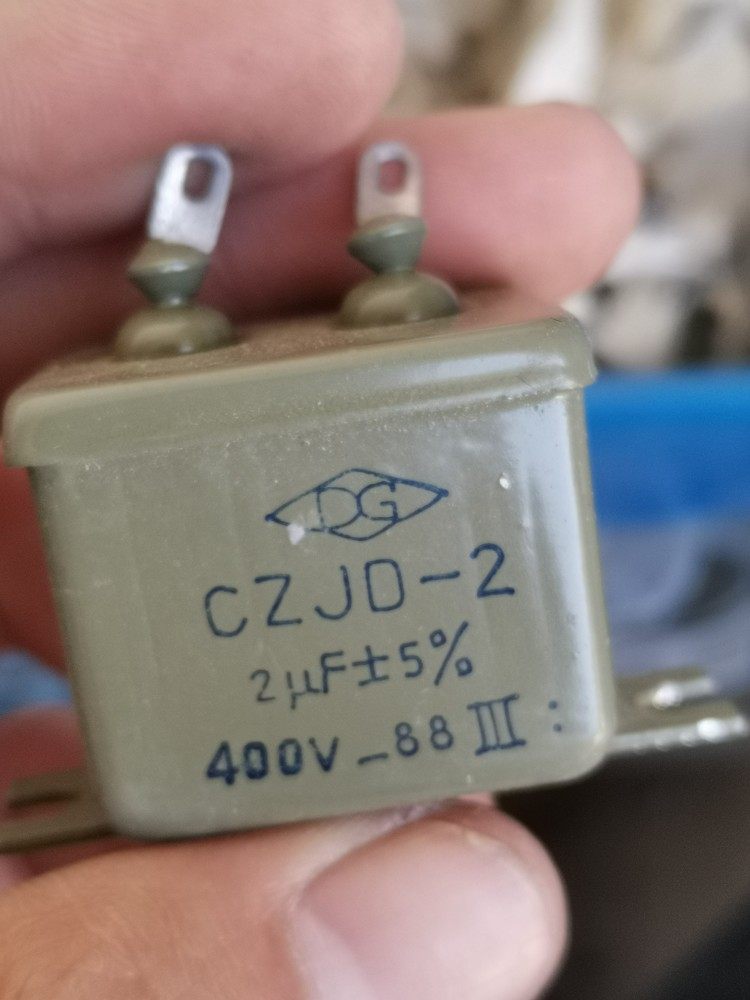 DG
CZJD-2
2μF±5%
400V_88 III :